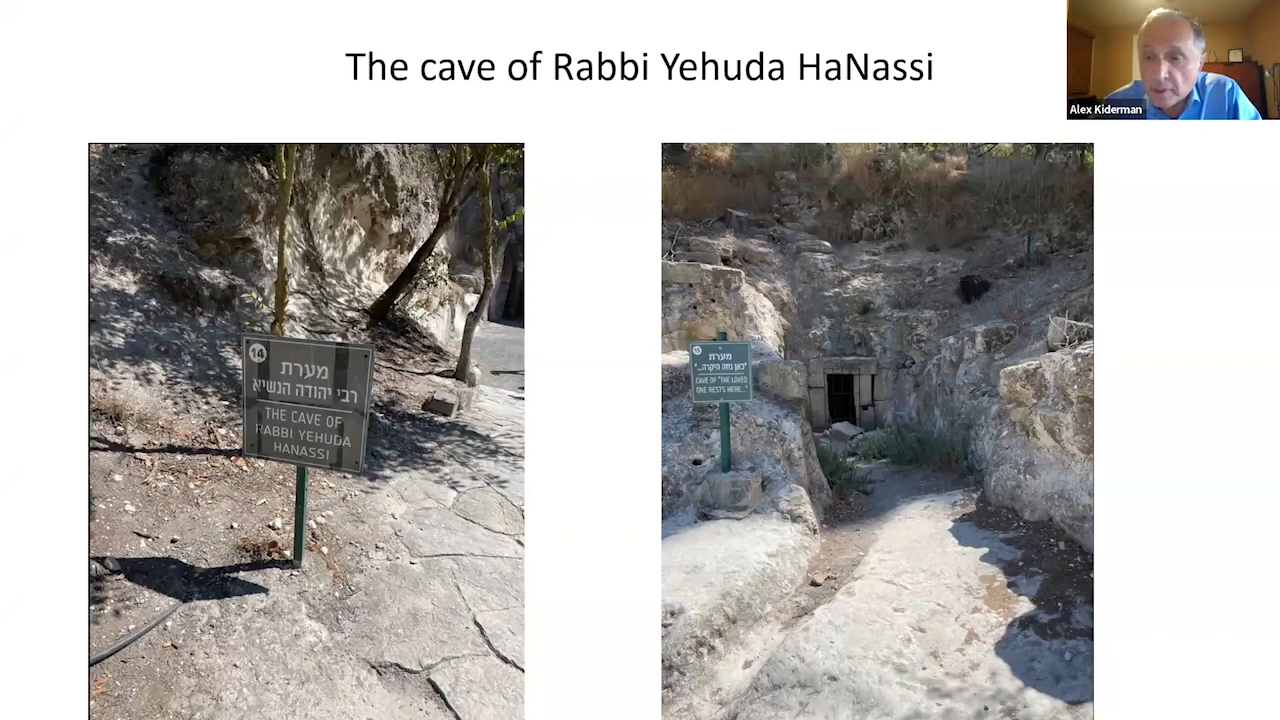 The cave of Rabbi Yehuda HaNassi
Alex Kiderman
14
מערת
רבי יהודה הנשיא
THE CAVE OF
RABBI YEHUDA
HANASSI
15
מערת
"כאן נחה היקרה..."
CAVE OF "THE LOVED
ONE RESTS HERE..."